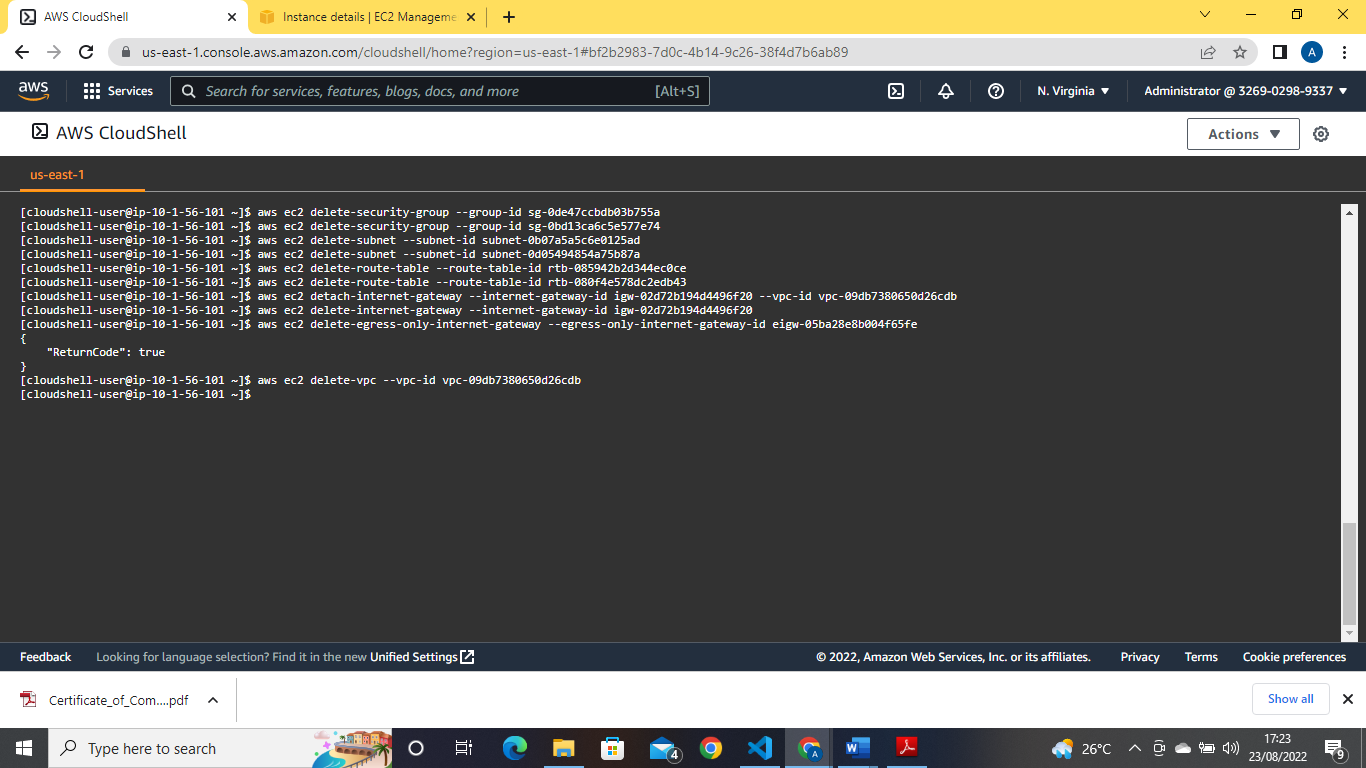 AWS CloudShell
Instance details | EC2 Manageme
us-east-1.console.aws.amazon.com/cloudshell/home?region=us-east-1#bf2b2983-7d0c-4b14-9c26-38f4d7b6ab89
A
aws
Services
Search for services, features, blogs, docs, and more
[Alt+S]
N. Virginia
Administrator @ 3269-0298-9337
AWS CloudShell
Actions
us-east-1
[cloudshell-user@ip-10-1-56-101 ~]$ aws ec2 delete-security-group --group-id sg-0de47ccbdb03b755a
[cloudshell-user@ip-10-1-56-101 ~]$ aws ec2 delete-security-group --group-id sg-0bd13ca6c5e577e74
[cloudshell-user@ip-10-1-56-101 ~]$ aws ec2 delete-subnet --subnet-id subnet-0b07a5a5c6e0125ad
[cloudshell-user@ip-10-1-56-101 ~]$ aws ec2 delete-subnet --subnet-id subnet-0d05494854a75b87a
[cloudshell-user@ip-10-1-56-101 ~]$ aws ec2 delete-route-table --route-table-id rtb-085942b2d344ec0ce
[cloudshell-user@ip-10-1-56-101 ~]$ aws ec2 delete-route-table --route-table-id rtb-080f4e578dc2edb43
[cloudshell-user@ip-10-1-56-101 ~]$ aws ec2 detach-internet-gateway --internet-gateway-id igw-02d72b194d4496f20 --vpc-id vpc-09db7380650d26cdb
[cloudshell-user@ip-10-1-56-101 ~]$ aws ec2 delete-internet-gateway --internet-gateway-id igw-02d72b194d4496f20
[cloudshell-user@ip-10-1-56-101 ~]$ aws ec2 delete-egress-only-internet-gateway --egress-only-internet-gateway-id eigw-05ba28e8b004f65fe
{
    "ReturnCode": true
}
[cloudshell-user@ip-10-1-56-101 ~]$ aws ec2 delete-vpc --vpc-id vpc-09db7380650d26cdb
[cloudshell-user@ip-10-1-56-101 ~]$
Feedback
Looking for language selection? Find it in the new Unified Settings
© 2022, Amazon Web Services, Inc. or its affiliates.
Privacy
Terms
Cookie preferences
Certificate_of_Com....pdf
Show all
Type here to search
4
A
26°C
17:23
23/08/2022
9